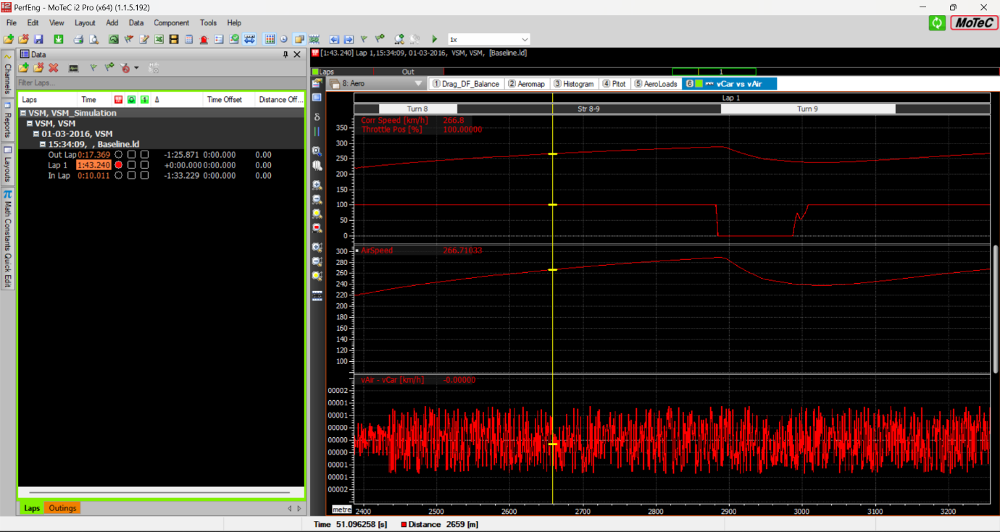 PerfEng - MoTeC i2 Pro (x64) (1.1.5.192)
File Edit View Layout Add Data Component Tools Help
MoTeC
1x
Data
[1:43.240] Lap 1,15:34:09, 01-03-2016, VSM, VSM, [Baseline.ld]
Channels
Reports
Layouts
Math Constants Quick Edit
Filter Laps...
Laps Out 1
8: Aero 1 Drag_DF_Balance 2 Aeromap 3 Histogram 4 Pitot 5 AeroLoads 6 vCar vs vAir
Laps Time Δ Time Offset Distance Off...
VSM, VSM_Simulation
VSM, VSM
01-03-2016, VSM
15:34:09, , Baseline.ld
Out Lap 0:17.369 -1:25.871 0:00.000 0.00
Lap 1 1:43.240 +0:00.000 0:00.000 0.00
In Lap 0:10.011 -1:33.229 0:00.000 0.00
Lap 1
Turn 8 Str 8-9 Turn 9
Corr Speed [km/h] 266.8
Throttle Pos [%] 100.00000
350
300
250
200
150
100
50
0
AirSpeed 266.71033
300
280
260
240
220
200
180
160
140
120
100
vAir - vCar [km/h] -0.00000
00002
00001
00001
00000
00000
00000
00001
00001
00002
metre 2400 2500 2600 2700 2800 2900 3000 3100 3200
Laps Outings
Time 51.096258 [s] Distance 2659 [m]